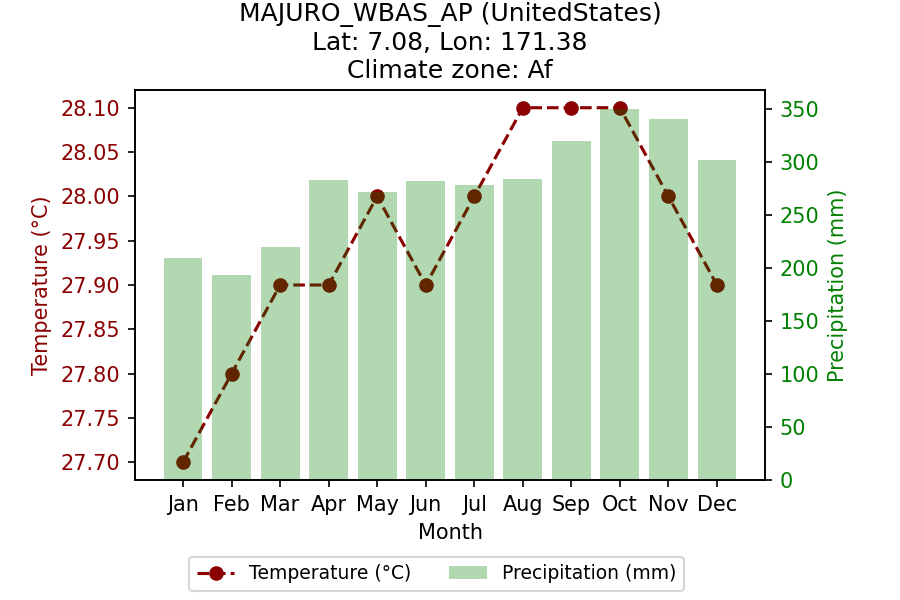 MAJURO_WBAS_AP (UnitedStates)
Lat: 7.08, Lon: 171.38
Climate zone: Af
Temperature (°C)
28.10
28.05
28.00
27.95
27.90
27.85
27.80
27.75
27.70
350
300
250
200
150
100
50
0
Precipitation (mm)
Jan Feb Mar Apr May Jun Jul Aug Sep Oct Nov Dec
Month
Temperature (°C) Precipitation (mm)